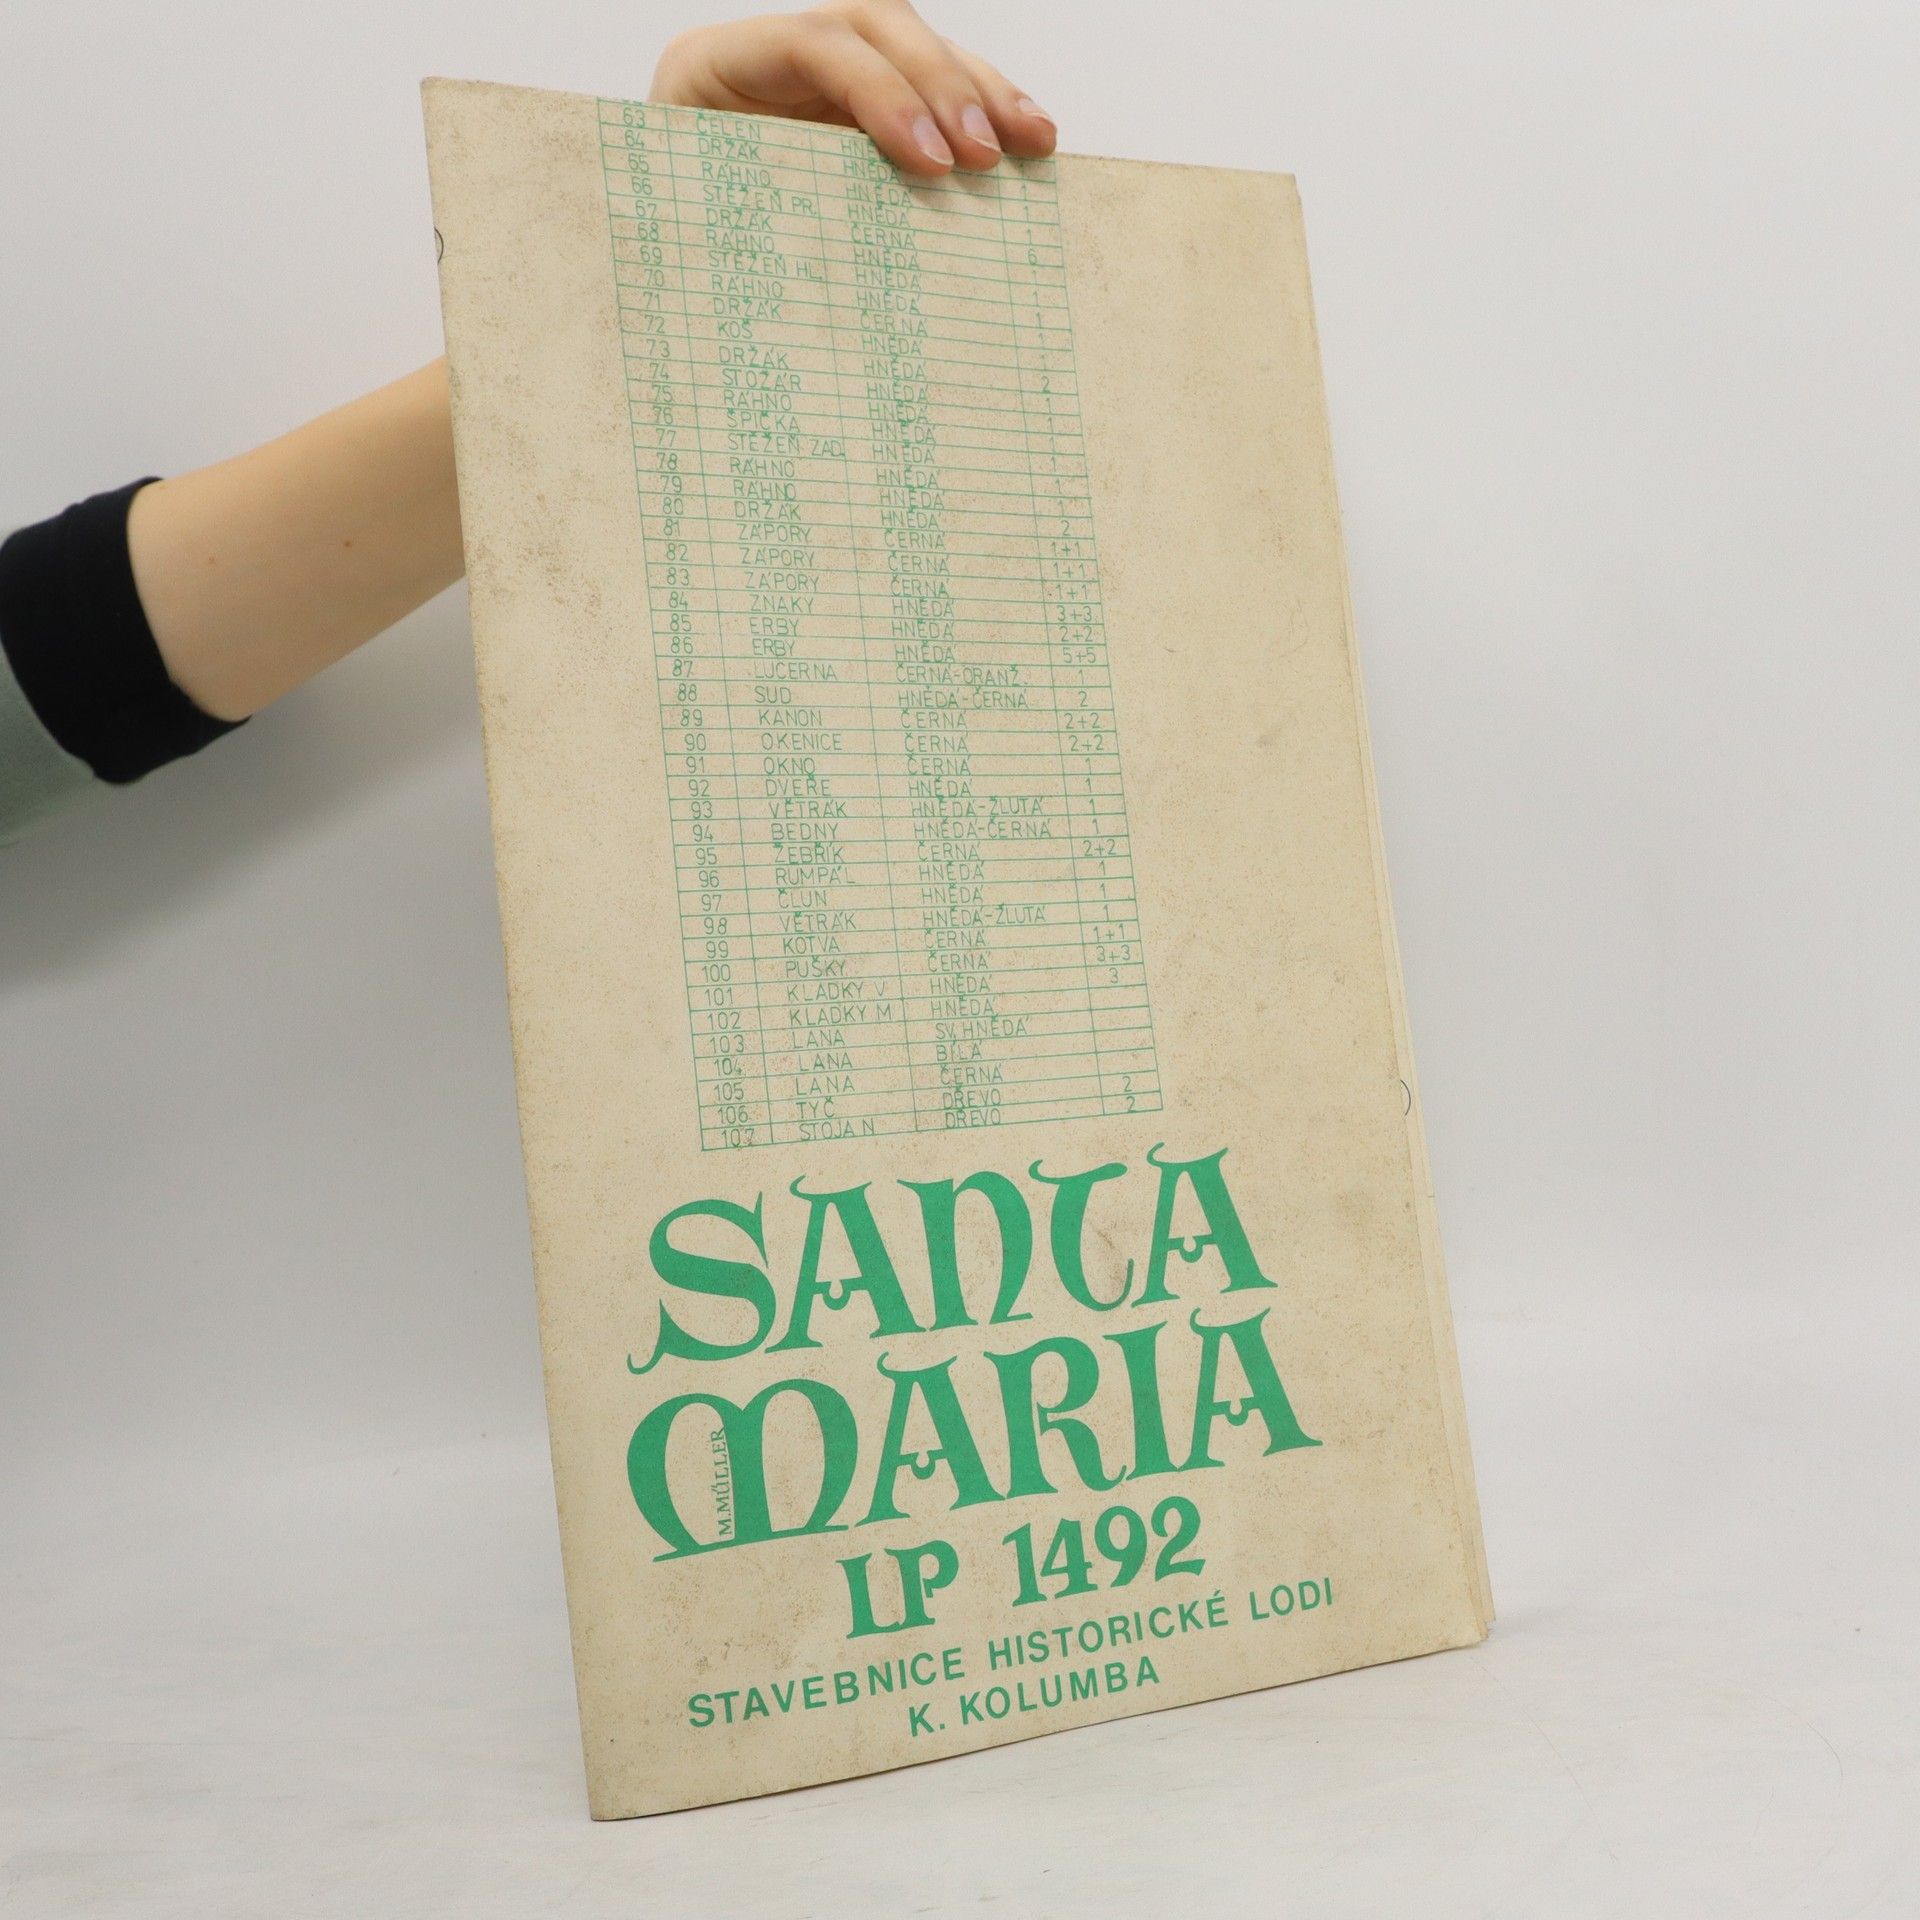 63 ČELEN HNĚDÁ
64 DRŽÁK HNĚDÁ 1
65 RÁHNO HNĚDÁ 1
66 STĚŽEŇ PŘ. HNĚDÁ 1
67 DRŽÁK ČERNÁ 6
68 RÁHNO HNĚDÁ 1
69 STĚŽEŇ HL. HNĚDÁ 1
70 RÁHNO HNĚDÁ 1
71 DRŽÁK ČERNÁ 1
72 KOŠ HNĚDÁ 1
73 DRŽÁK HNĚDÁ 2
74 STOŽÁR HNĚDÁ 1
75 RÁHNO HNĚDÁ 1
76 ŠPIČKA HNĚDÁ 1
77 STĚŽEŇ ZAD. HNĚDÁ 1
78 RÁHNO HNĚDÁ 1
79 RÁHNO HNĚDÁ 1
80 DRŽÁK HNĚDÁ 2
81 ZÁPORY ČERNÁ 1+1
82 ZÁPORY ČERNÁ 1+1
83 ZÁPORY ČERNÁ 1+1
84 ZNAKY HNĚDÁ 3+3
85 ERBY HNĚDÁ 2+2
86 ERBY HNĚDÁ 5+5
87 LUCERNA ČERNÁ-ORANŽ. 1
88 SUD HNĚDÁ-ČERNÁ 2
89 KANON ČERNÁ 2+2
90 OKENICE ČERNÁ 2+2
91 OKNO ČERNÁ 1
92 DVEŘE HNĚDÁ 1
93 VĚTRÁK HNĚDÁ-ŽLUTÁ 1
94 BEDNY HNĚDÁ-ČERNÁ 1
95 ŽEBŘÍK ČERNÁ 2+2
96 RUMPÁL HNĚDÁ 1
97 ČLUN HNĚDÁ 1
98 VĚTRÁK HNĚDÁ-ŽLUTÁ 1
99 KOTVA ČERNÁ 1+1
100 PUŠKY ČERNÁ 3+3
101 KLADKY V HNĚDÁ 3
102 KLADKY M HNĚDÁ
103 LANA SV. HNĚDÁ
104 LANA BÍLÁ
105 LANA ČERNÁ
106 TYČ DŘEVO 2
107 STOJAN DŘEVO 2
SANTA
MARIA
M. MÜLLER
LP 1492
STAVEBNICE HISTORICKÉ LODI
K. KOLUMBA